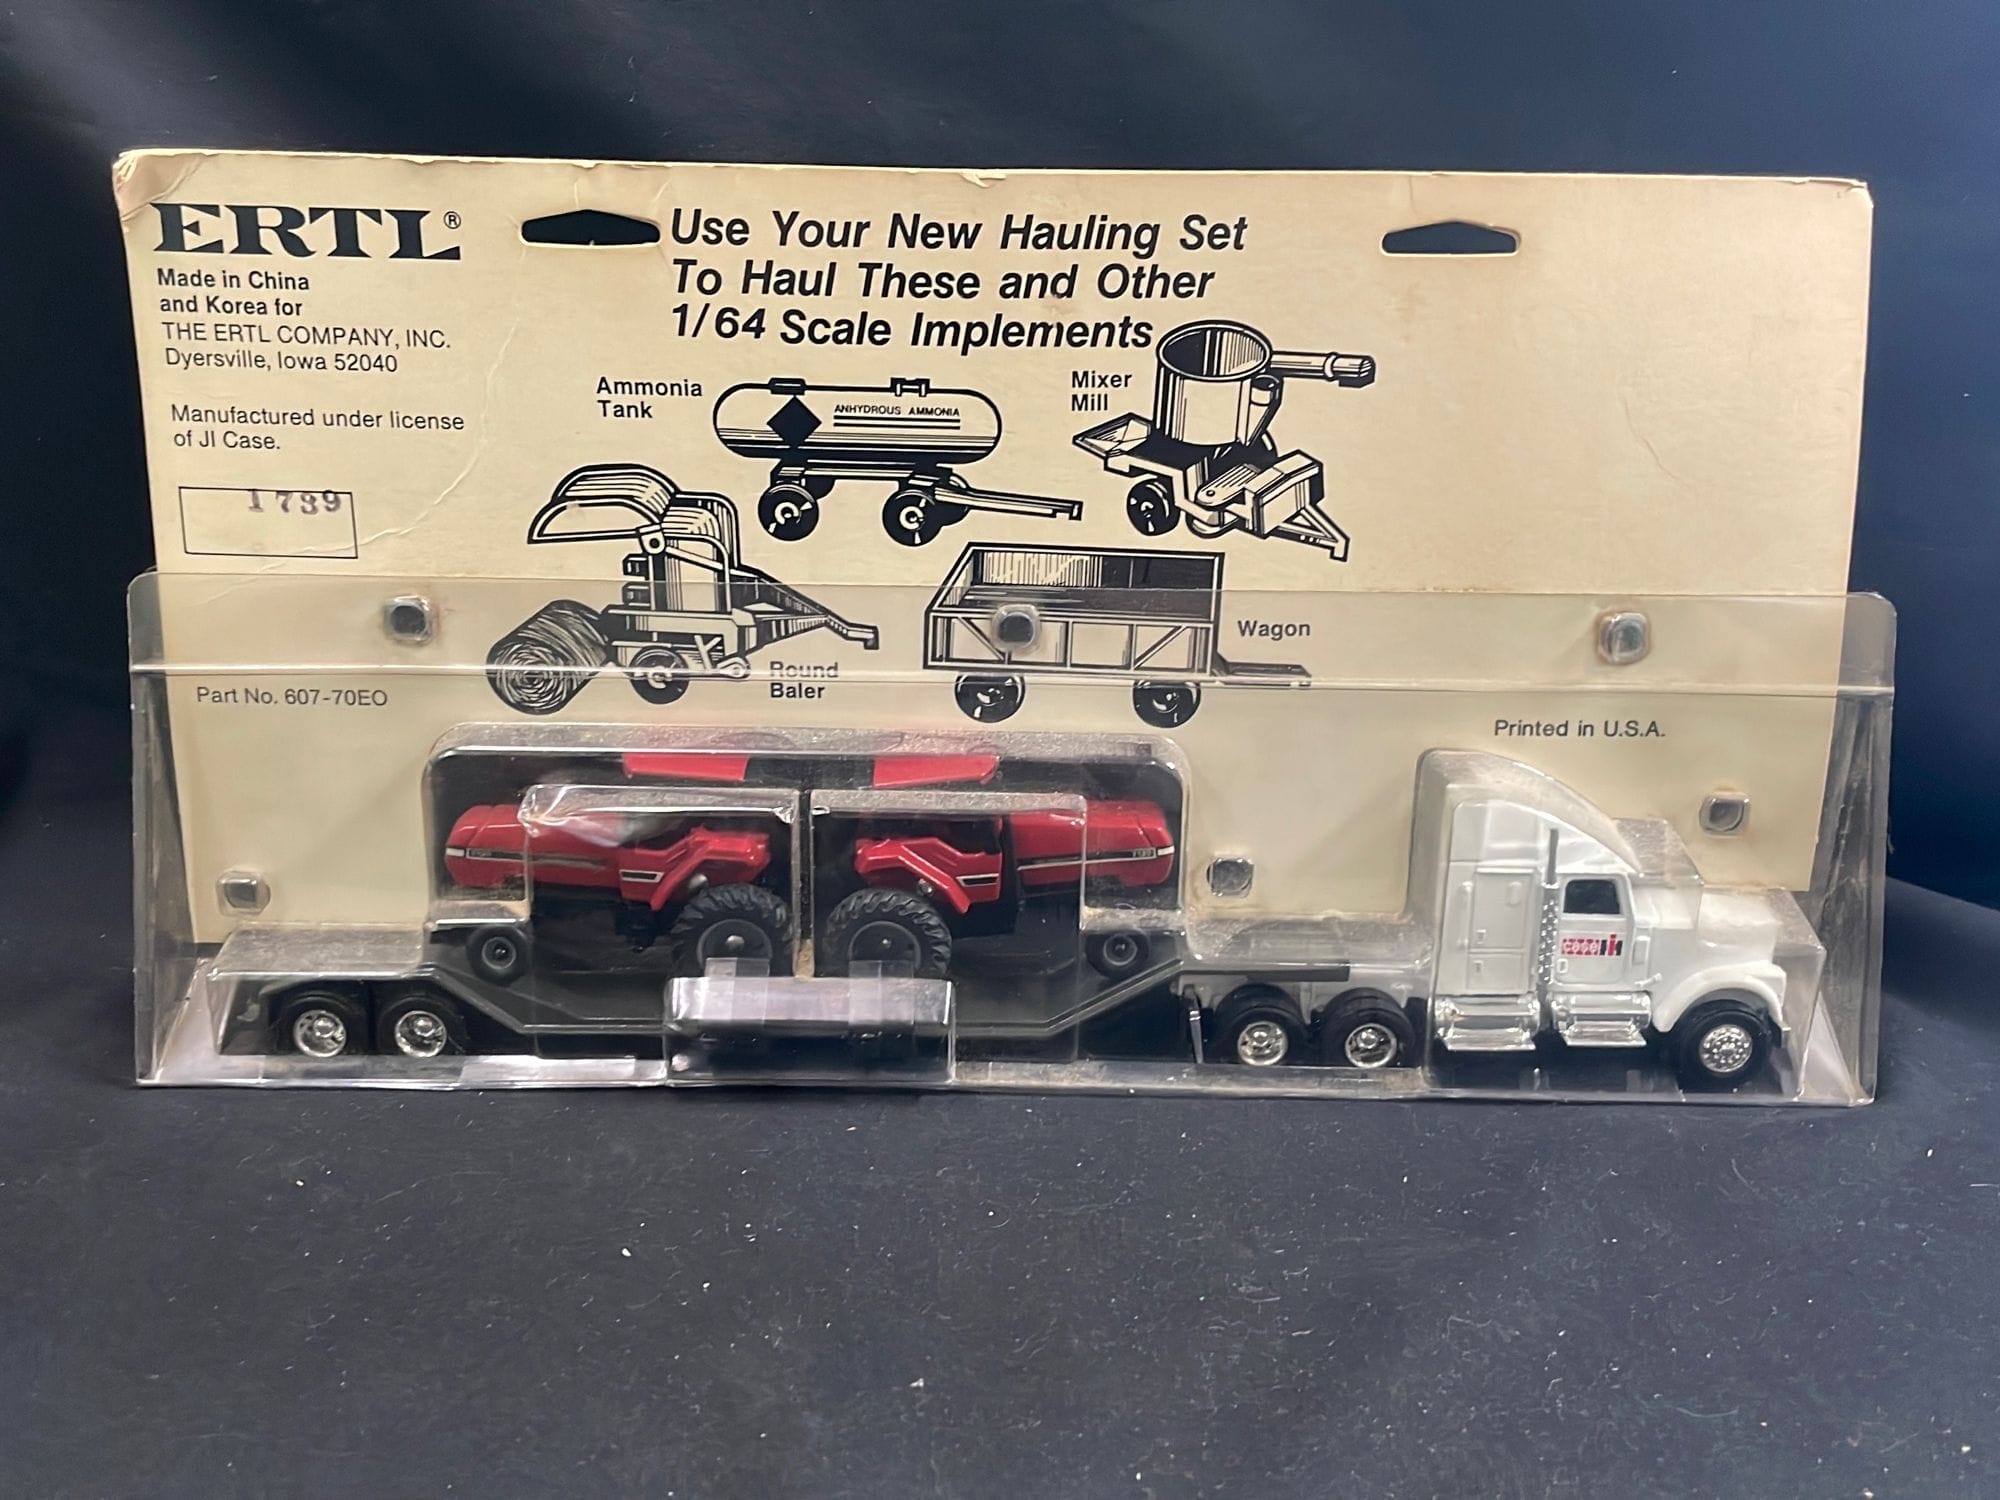 ERTL®
Made in China
and Korea for
THE ERTL COMPANY, INC.
Dyersville, Iowa 52040
Manufactured under license
of JI Case.
1739
Use Your New Hauling Set
To Haul These and Other
1/64 Scale Implements
Ammonia
Tank
ANHYDROUS AMMONIA
Mixer
Mill
Round
Baler
Wagon
Part No. 607-70EO
Printed in U.S.A.
CASE IH